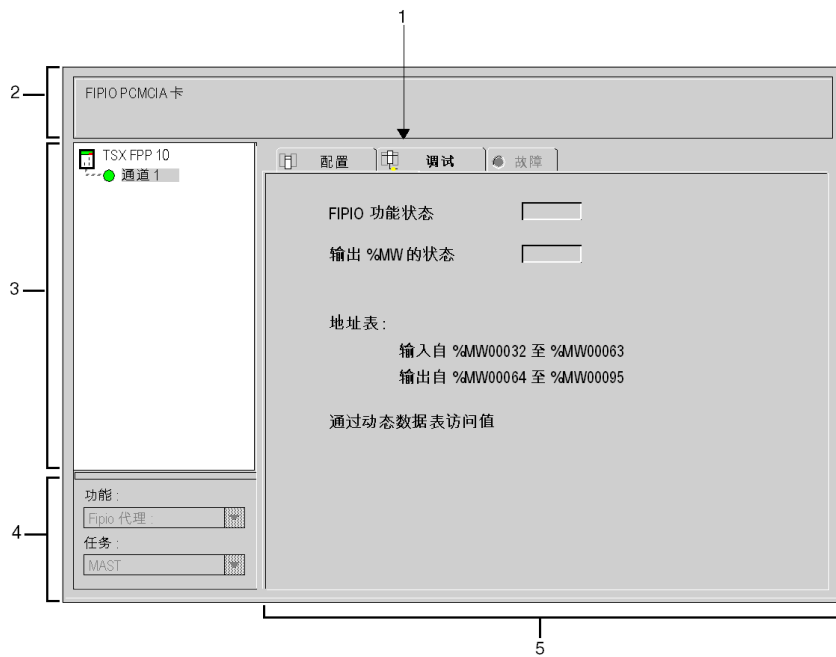 1
2
FIPIO PCMCIA 卡
3
TSX FPP 10
通道 1
配置
调试
故障
FIPIO 功能状态
输出 %MW 的状态
地址表:
输入自 %MW00032 至 %MW00063
输出自 %MW00064 至 %MW00095
通过动态数据表访问值
4
功能 :
Fipio 代理 :
任务 :
MAST
5